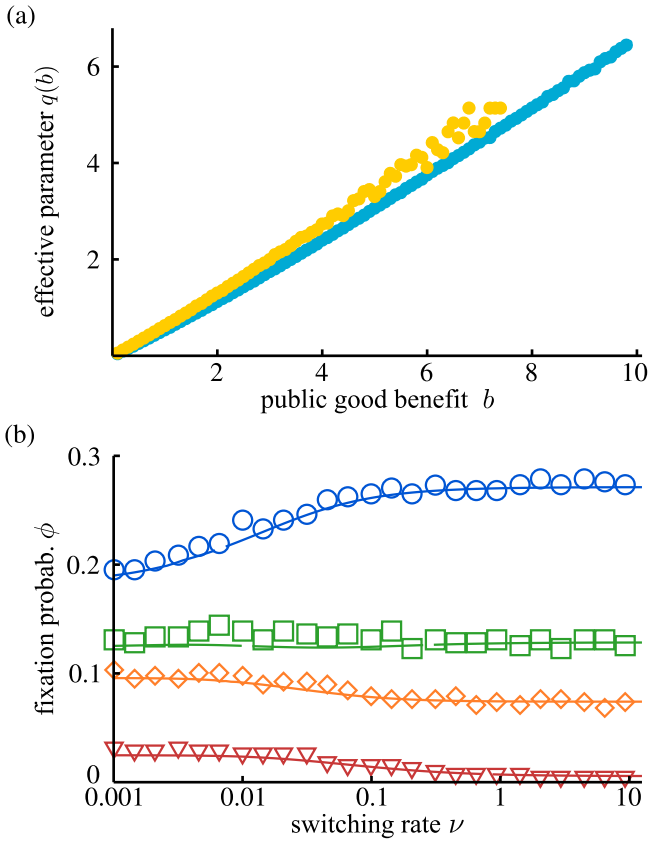 (a)
effective parameter q(b)
6
4
2
2 4 6 8 10
public good benefit b
(b)
fixation probab. ϕ
0.3
0.2
0.1
0
0.001 0.01 0.1 1 10
switching rate ν